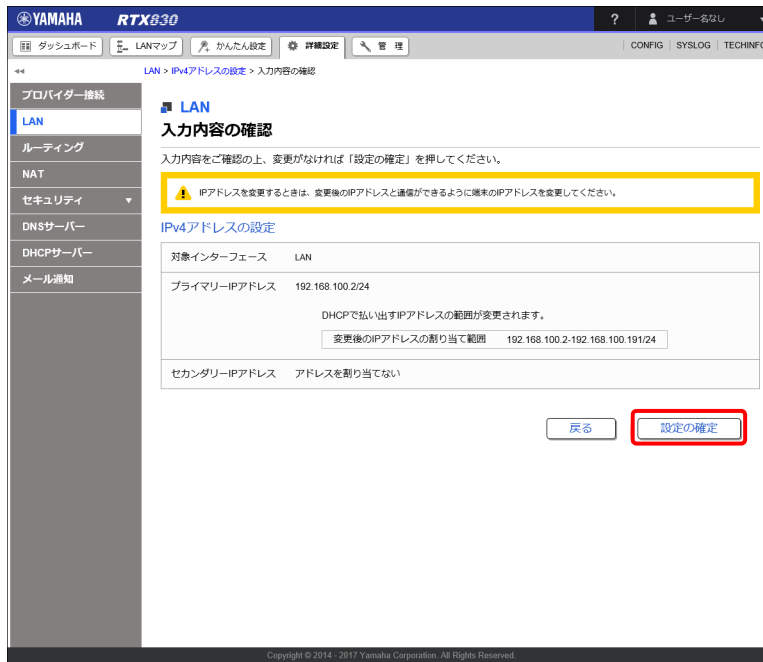 YAMAHA RTX830 ? ユーザー名なし
ダッシュボード LANマップ かんたん設定 詳細設定 管 理 CONFIG SYSLOG TECHINFO
LAN > IPv4アドレスの設定 > 入力内容の確認
プロバイダー接続
LAN
ルーティング
NAT
セキュリティ
DNSサーバー
DHCPサーバー
メール通知
LAN
入力内容の確認
入力内容をご確認の上、変更がなければ「設定の確定」を押してください。
IPアドレスを変更するときは、変更後のIPアドレスと通信ができるように端末のIPアドレスを変更してください。
IPv4アドレスの設定
対象インターフェース LAN
プライマリーIPアドレス 192.168.100.2/24
DHCPで払い出すIPアドレスの範囲が変更されます。
変更後のIPアドレスの割り当て範囲 192.168.100.2-192.168.100.191/24
セカンダリーIPアドレス アドレスを割り当てない
戻る 設定の確定
Copyright © 2014 - 2017 Yamaha Corporation. All Rights Reserved.